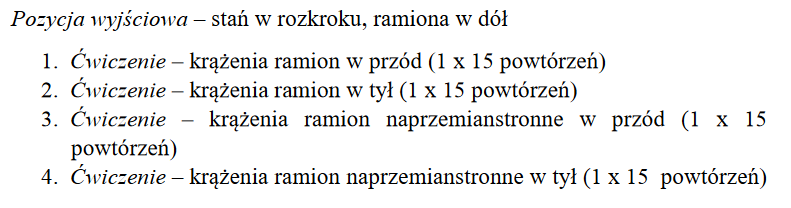 Pozycja wyjściowa – stań w rozkroku, ramiona w dół
1. Ćwiczenie – krążenia ramion w przód (1 x 15 powtórzeń)
2. Ćwiczenie – krążenia ramion w tył (1 x 15 powtórzeń)
3. Ćwiczenie – krążenia ramion naprzemianstronne w przód (1 x 15
powtórzeń)
4. Ćwiczenie – krążenia ramion naprzemianstronne w tył (1 x 15  powtórzeń)